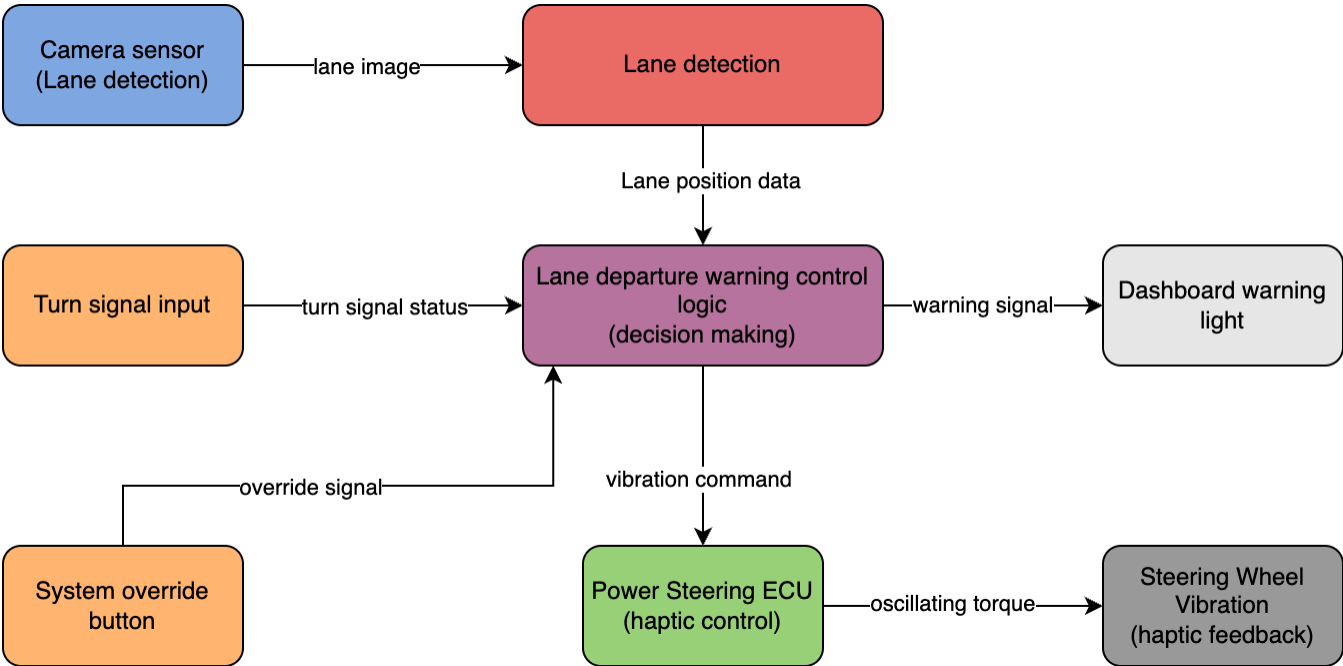 Camera sensor
(Lane detection)
lane image
Lane detection
Lane position data
Turn signal input
turn signal status
Lane departure warning control
logic
(decision making)
warning signal
Dashboard warning
light
override signal
vibration command
System override
button
Power Steering ECU
(haptic control)
oscillating torque
Steering Wheel
Vibration
(haptic feedback)